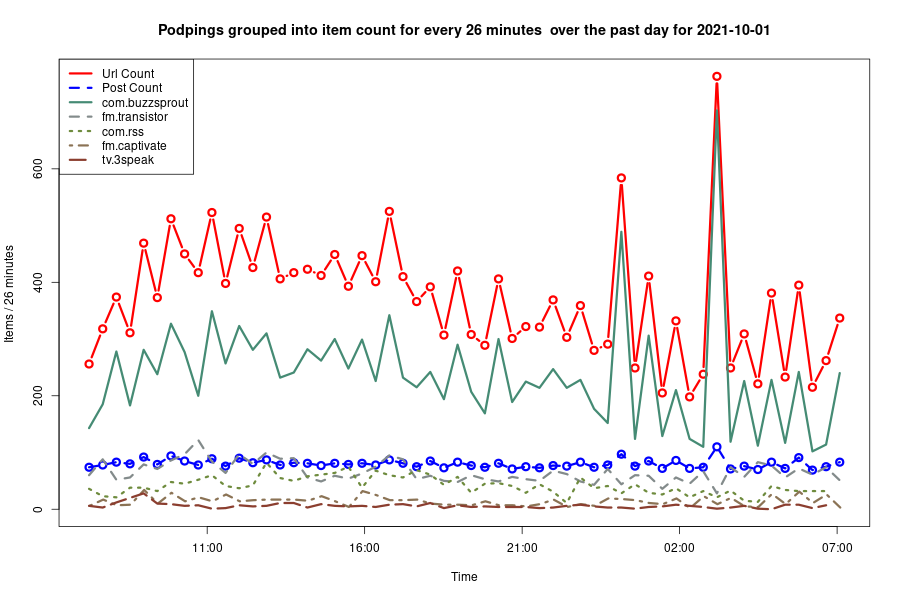 Podpings grouped into item count for every 26 minutes  over the past day for 2021-10-01
Url Count
Post Count
com.buzzsprout
fm.transistor
com.rss
fm.captivate
tv.3speak
Items / 26 minutes
600
400
200
0
11:00
16:00
21:00
02:00
07:00
Time